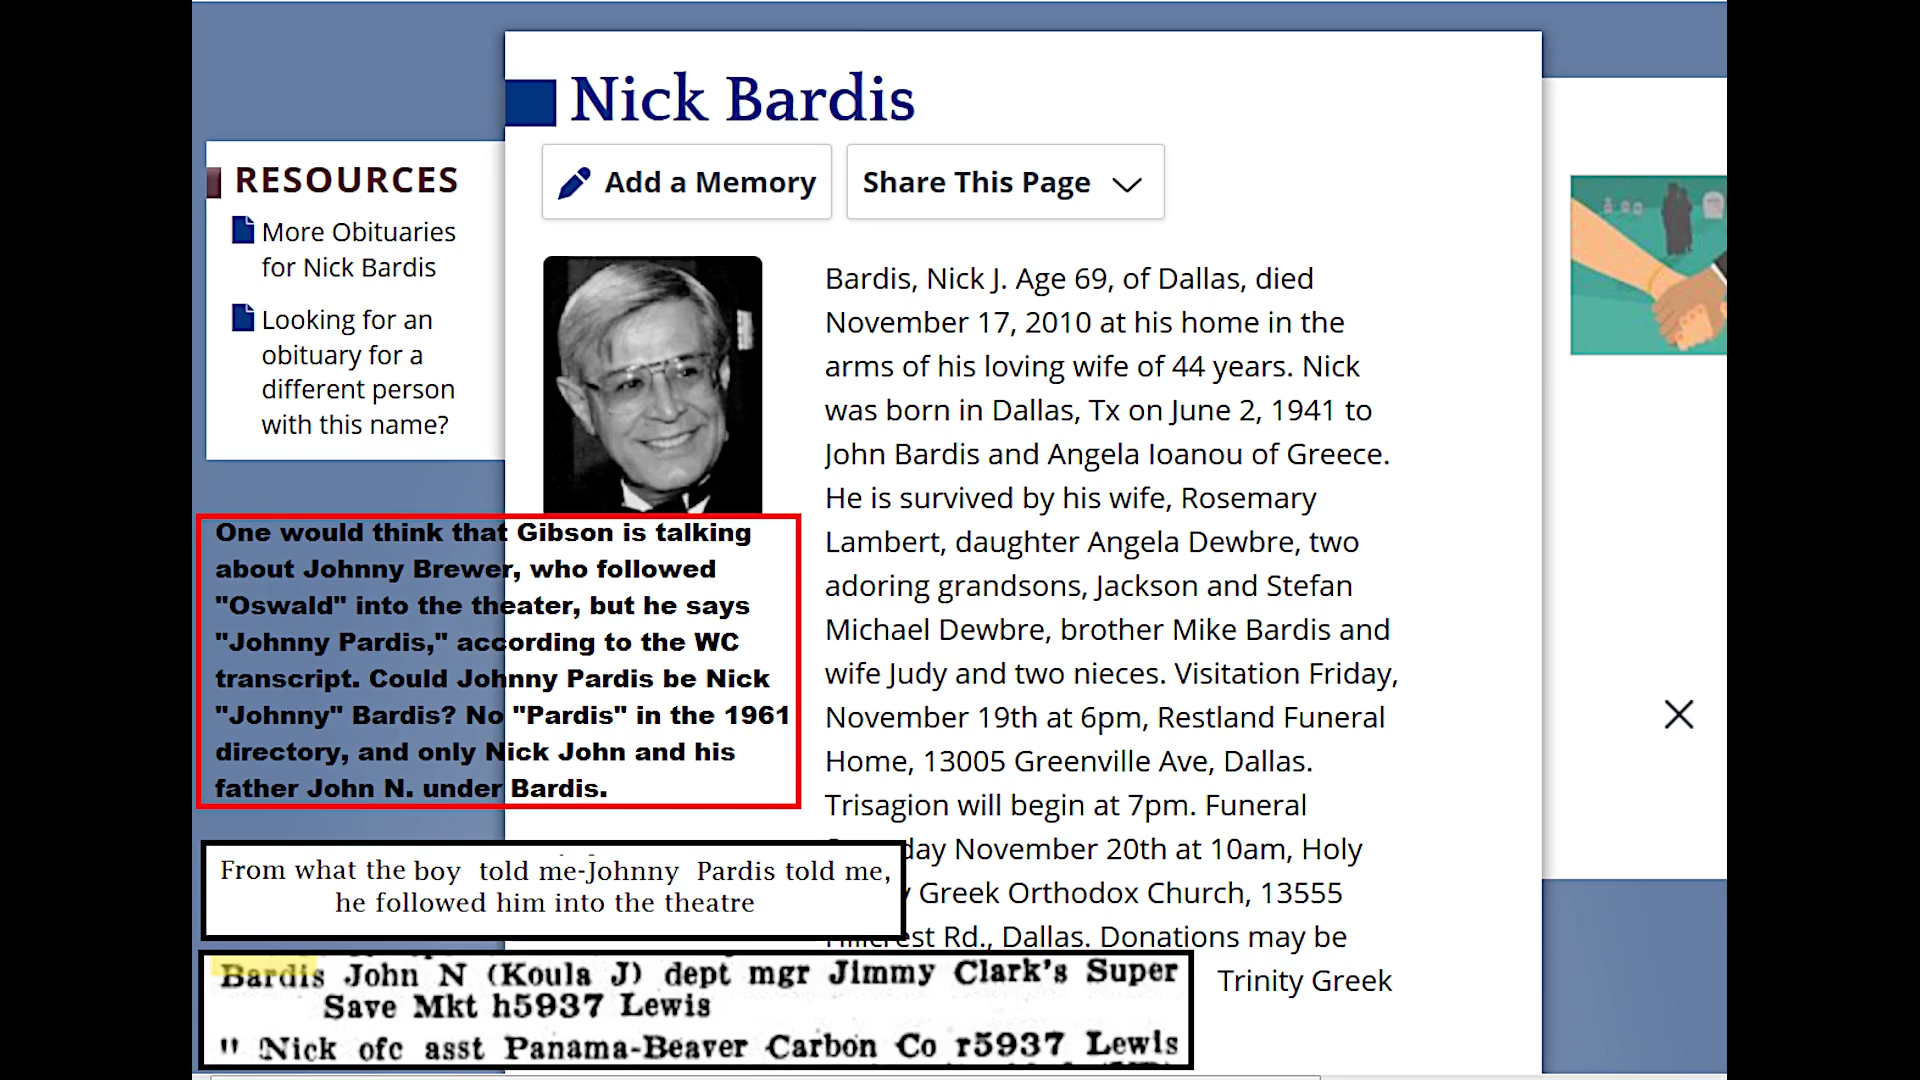 Nick Bardis
RESOURCES
More Obituaries
for Nick Bardis
Looking for an
obituary for a
different person
with this name?
Add a Memory
Share This Page
Bardis, Nick J. Age 69, of Dallas, died
November 17, 2010 at his home in the
arms of his loving wife of 44 years. Nick
was born in Dallas, Tx on June 2, 1941 to
John Bardis and Angela Ioanou of Greece.
He is survived by his wife, Rosemary
Lambert, daughter Angela Dewbre, two
adoring grandsons, Jackson and Stefan
Michael Dewbre, brother Mike Bardis and
wife Judy and two nieces. Visitation Friday,
November 19th at 6pm, Restland Funeral
Home, 13005 Greenville Ave, Dallas.
Trisagion will begin at 7pm. Funeral
November 20th at 10am, Holy
Greek Orthodox Church, 13555
Hillcrest Rd., Dallas. Donations may be
Trinity Greek
One would think that Gibson is talking
about Johnny Brewer, who followed
"Oswald" into the theater, but he says
"Johnny Pardis," according to the WC
transcript. Could Johnny Pardis be Nick
"Johnny" Bardis? No "Pardis" in the 1961
directory, and only Nick John and his
father John N. under Bardis.
From what the boy told me-Johnny Pardis told me,
he followed him into the theatre
Bardis John N (Koula J) dept mgr Jimmy Clark's Super
Save Mkt h5937 Lewis
" Nick ofc asst Panama-Beaver Carbon Co r5937 Lewis